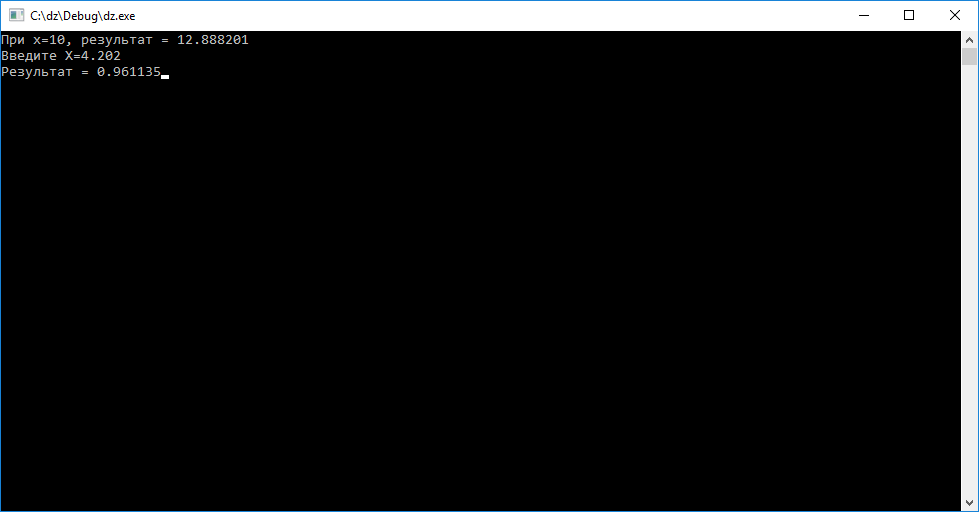 C:\dz\Debug\dz.exe
При x=10, результат = 12.888201
Введите X=4.202
Результат = 0.961135